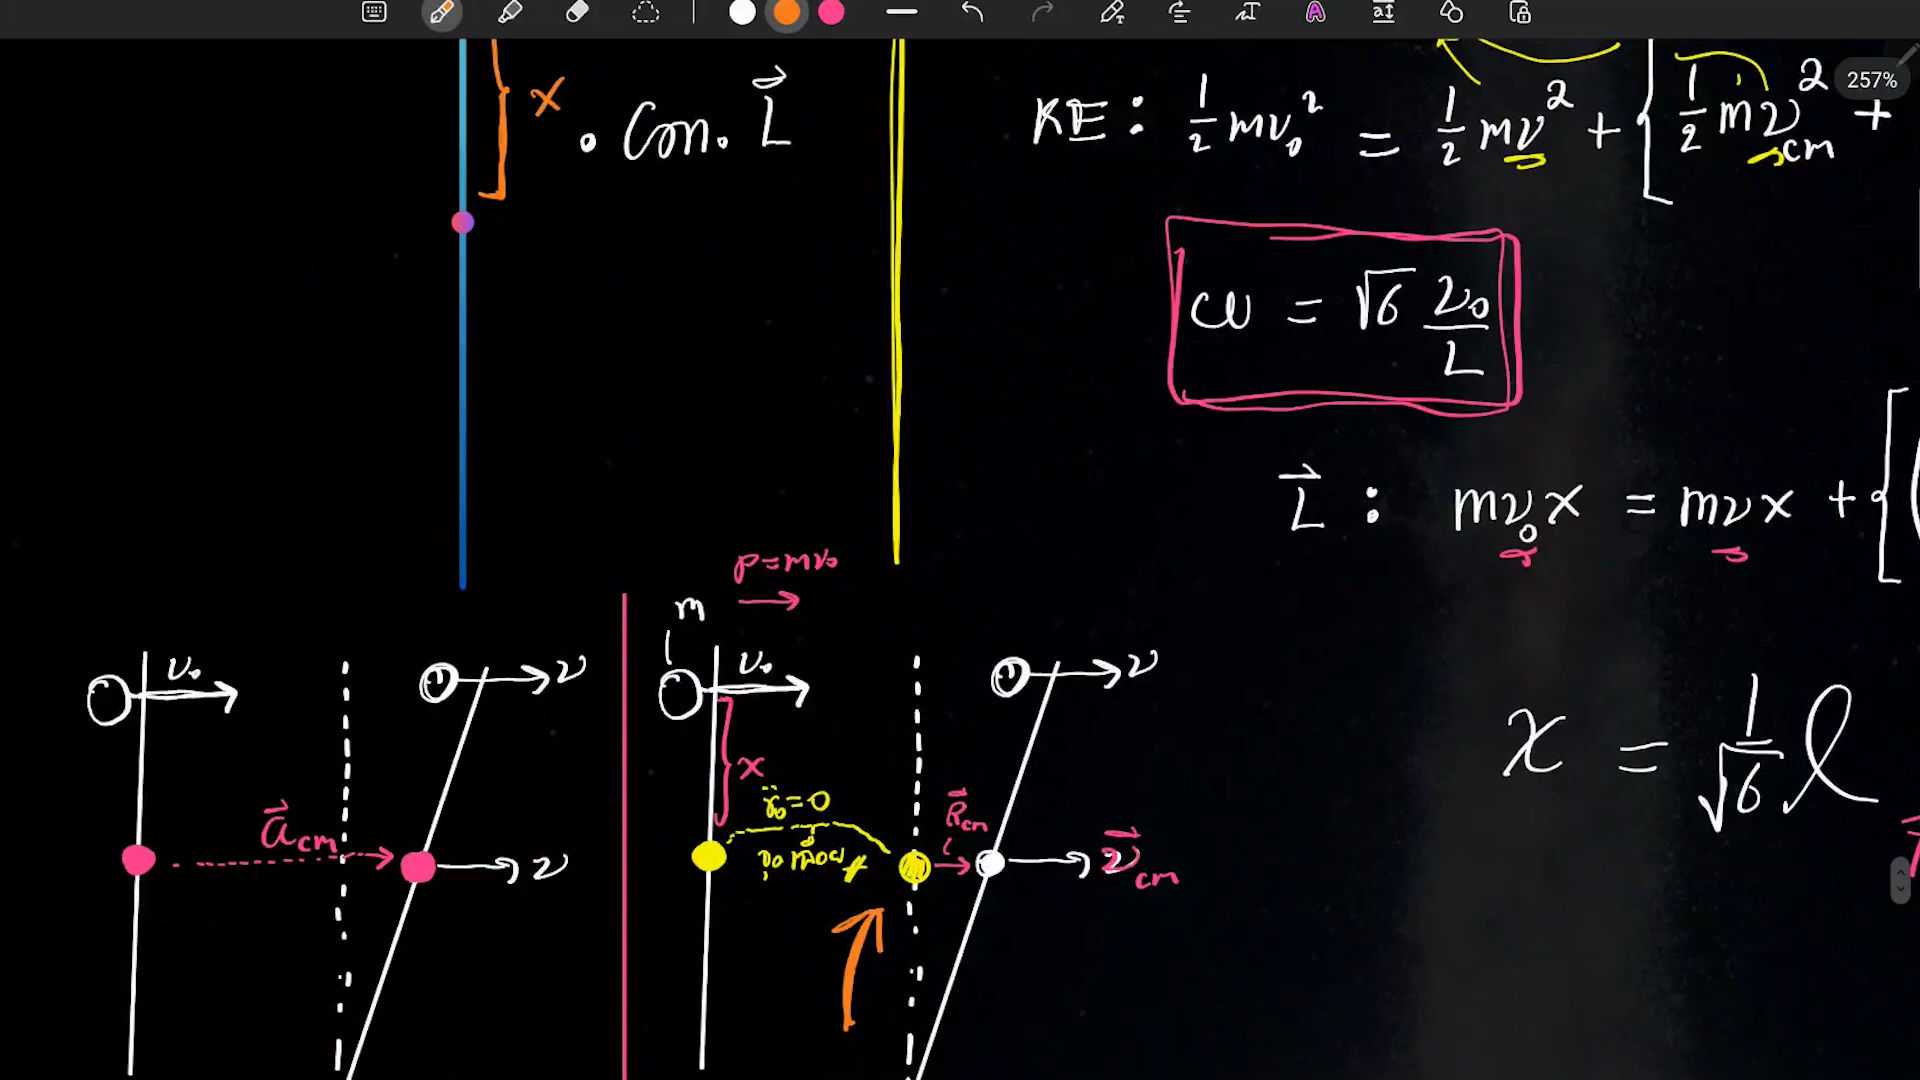 257%
x
• Con. L⃗
KE : ½mv₀² = ½mv² + [½mv²cm +
ω = √6 v₀/L
L⃗ : mv₀x = mvx + {
p=mv₀
m
v₀
v
v₀
v
x
r̈₀=0
a⃗cm
R⃗cm
v
v⃗cm
x = 1/√6 l